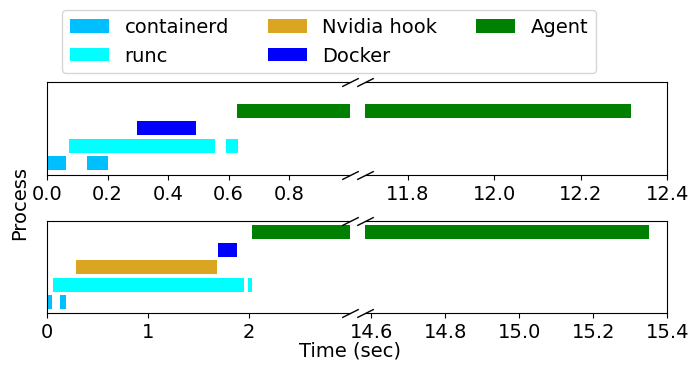 containerd Nvidia hook Agent
runc Docker
0.0 0.2 0.4 0.6 0.8 11.8 12.0 12.2 12.4
Process
0 1 2 14.6 14.8 15.0 15.2 15.4
Time (sec)